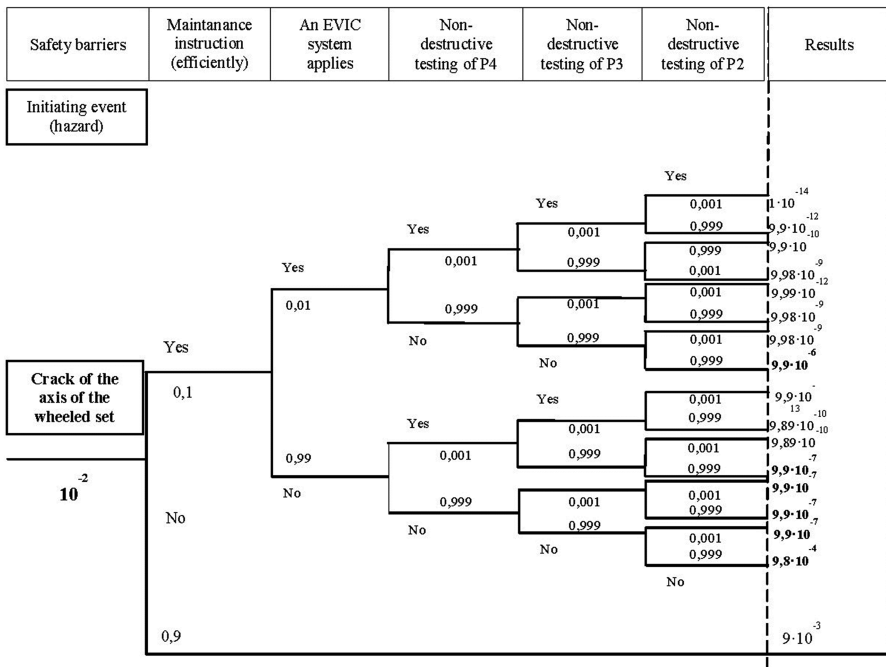 Safety barriers
Maintanance
instruction
(efficiently)
An EVIC
system
applies
Non-
destructive
testing of P4
Non-
destructive
testing of P3
Non-
destructive
testing of P2
Results
Initiating event
(hazard)
Yes
0,001
1·10^-14
Yes
0,999
9,9·10^-12
Yes
0,001
0,999
9,9·10^-10
0,999
0,001
9,98·10^-9
Yes
0,001
0,001
9,99·10^-12
0,01
0,999
0,001
0,999
9,98·10^-9
No
0,999
0,001
9,98·10^-9
Yes
No
0,999
9,9·10^-6
Crack of the
axis of the
wheeled set
0,1
Yes
0,001
9,9·10^-13
Yes
0,001
0,999
9,89·10^-10
0,99
0,001
0,999
0,001
9,89·10^-10
0,999
9,9·10^-7
10^-2
No
0,001
9,9·10^-7
No
0,999
0,001
0,999
9,9·10^-7
No
0,999
0,001
9,9·10^-7
No
0,999
9,8·10^-4
No
0,9
9·10^-3